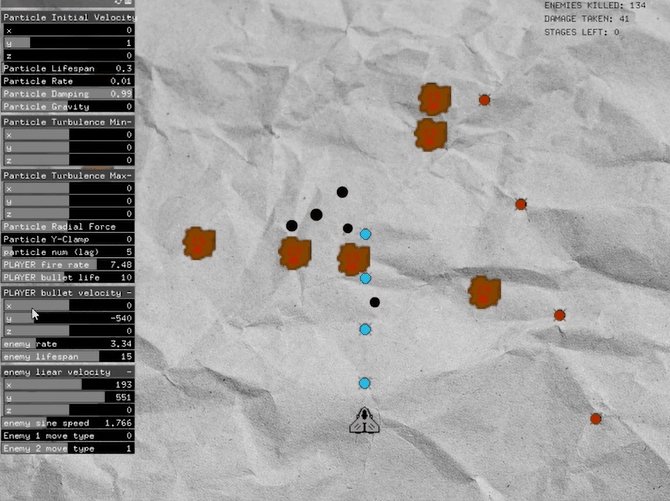 Particle Initial Velocity
x 0
y 1
z 0
Particle Lifespan 0.3
Particle Rate 0.01
Particle Damping 0.99
Particle Gravity 0
Particle Turbulence Min-
x 0
y 0
z 0
Particle Turbulence Max-
x 0
y 0
z 0
Particle Radial Force
Particle Y-Clamp 0
particle num (lag) 5
PLAYER fire rate 7.48
PLAYER bullet life 10
PLAYER bullet velocity -
x 0
y -540
z 0
enemy rate 3.34
enemy lifespan 15
enemy liear velocity -
x 193
y 551
z 0
enemy sine speed 1.766
Enemy 1 move type 0
Enemy 2 move type 1
ENEMIES KILLED: 134
DAMAGE TAKEN: 41
STAGES LEFT: 0